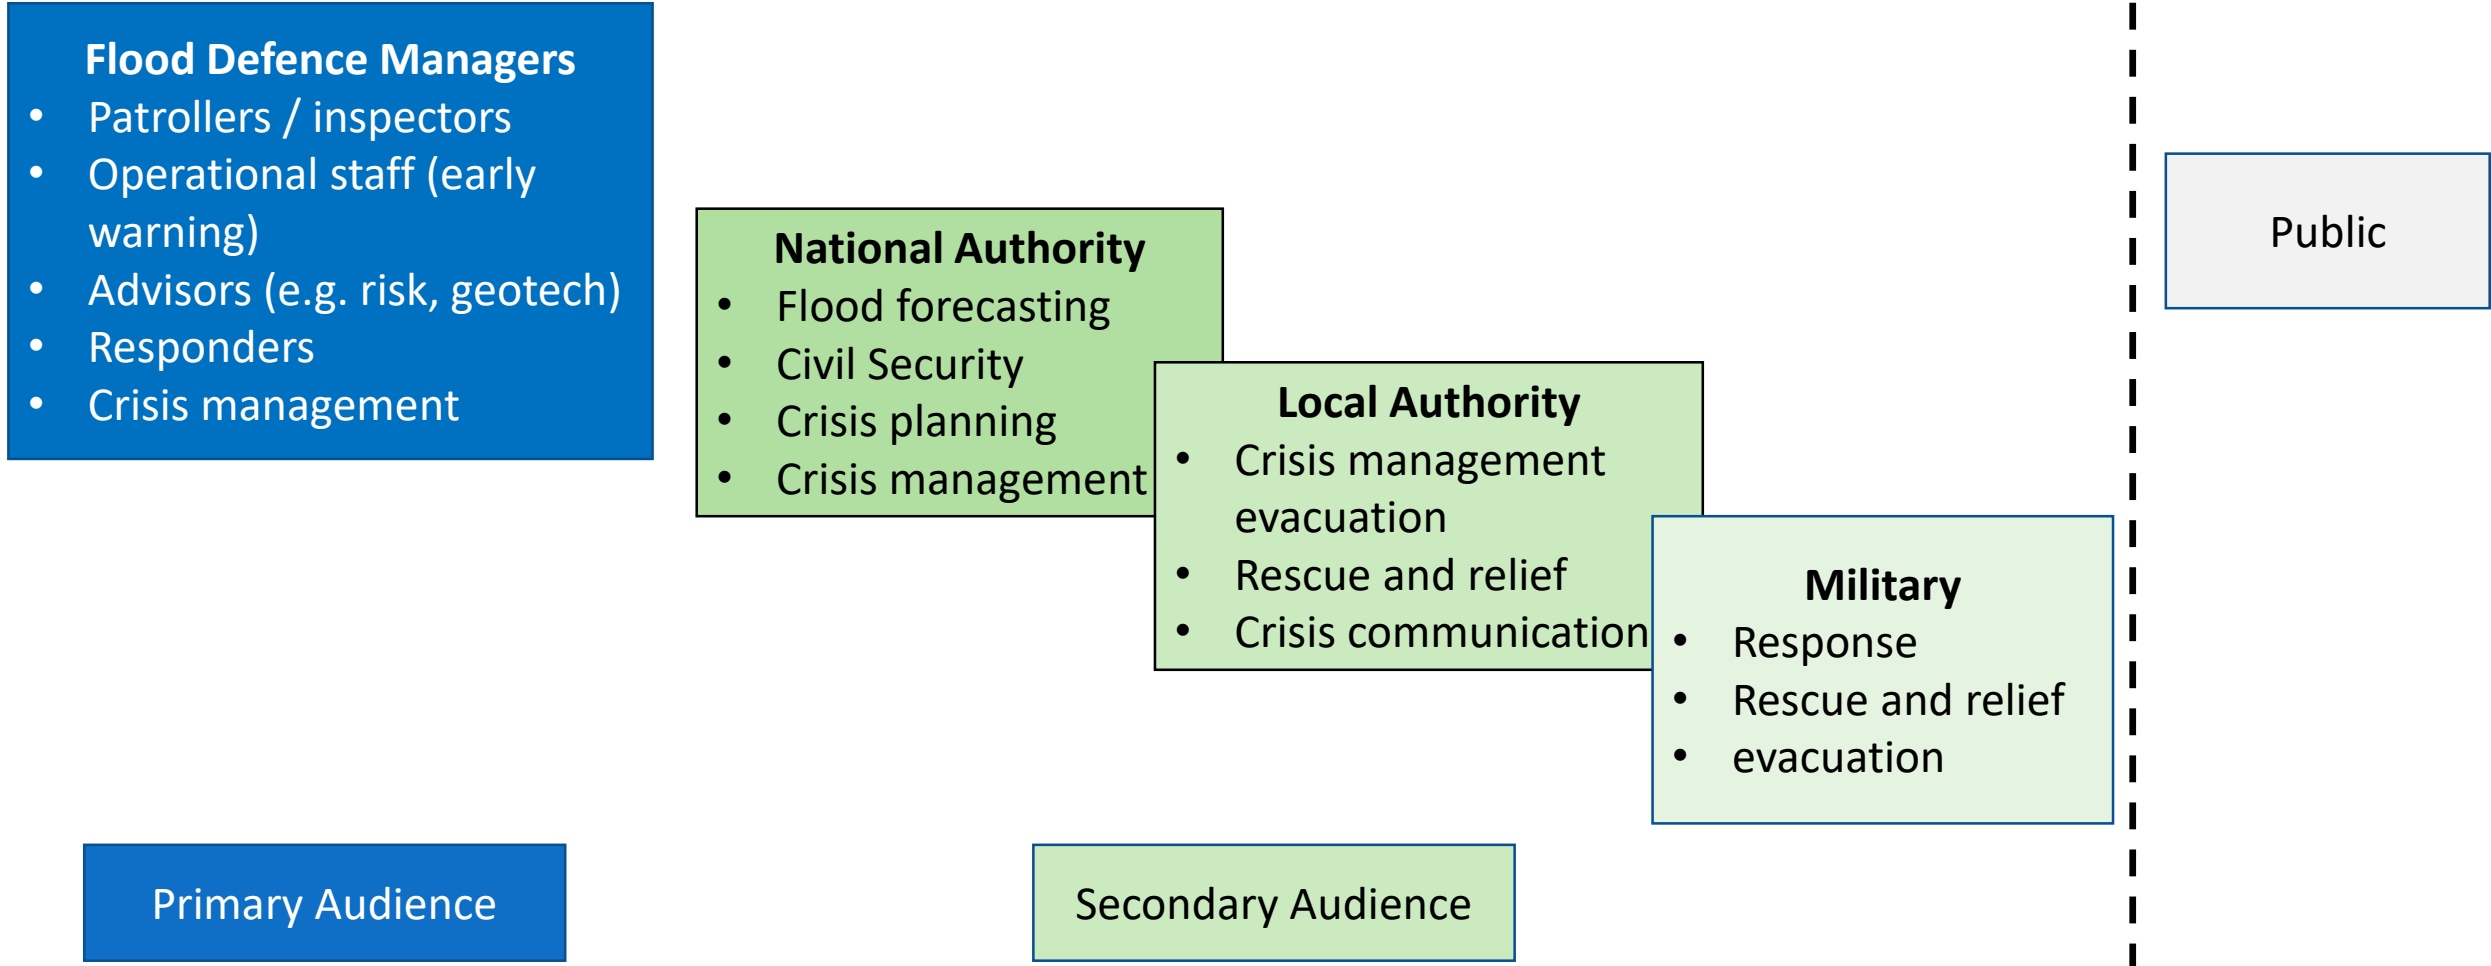 Flood Defence Managers
• Patrollers / inspectors
• Operational staff (early
warning)
• Advisors (e.g. risk, geotech)
• Responders
• Crisis management
National Authority
• Flood forecasting
• Civil Security
• Crisis planning
• Crisis management
Local Authority
• Crisis management
evacuation
• Rescue and relief
• Crisis communication
Military
• Response
• Rescue and relief
• evacuation
Public
Primary Audience
Secondary Audience